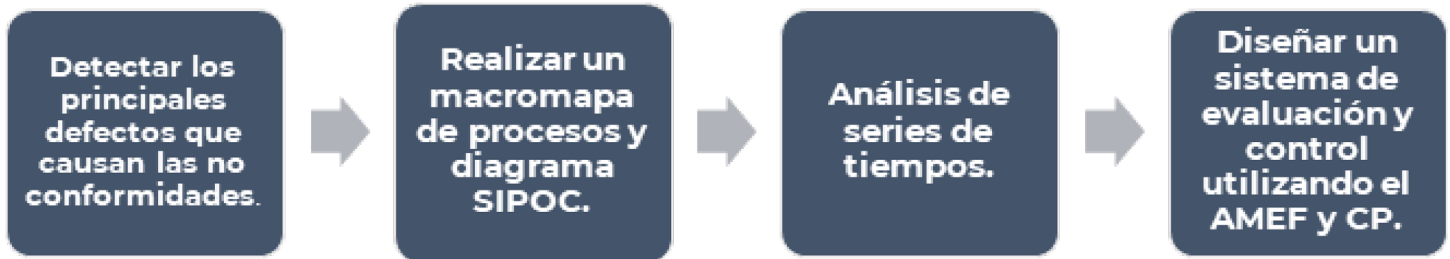 Detectar los
principales
defectos que
causan las no
conformidades.
Realizar un
macromapa
de procesos y
diagrama
SIPOC.
Análisis de
series de
tiempos.
Diseñar un
sistema de
evaluación y
control
utilizando el
AMEF y CP.